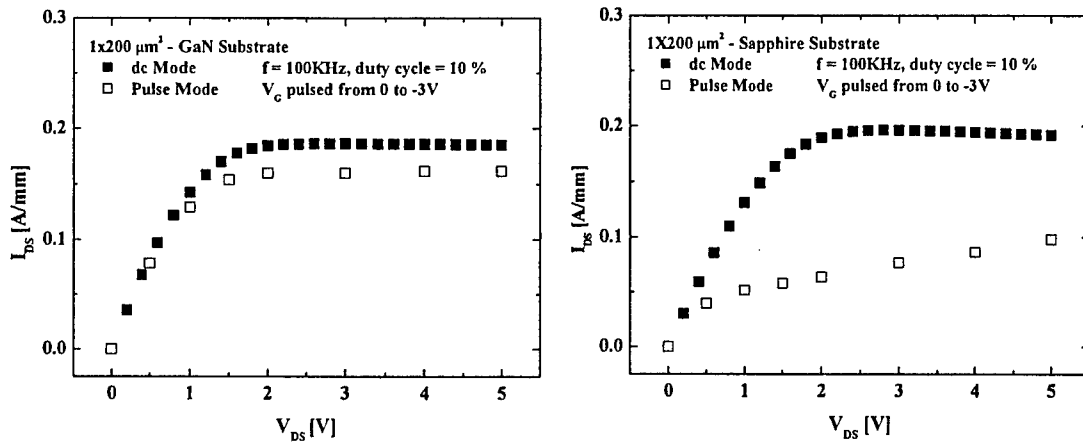 0.3
1x200 µm² - GaN Substrate
dc Mode f = 100KHz, duty cycle = 10 %
Pulse Mode V_G pulsed from 0 to -3V
0.2
0.1
0.0
I_DS [A/mm]
0 1 2 3 4 5
V_DS [V]
0.3
1X200 µm² - Sapphire Substrate
dc Mode f = 100KHz, duty cycle = 10 %
Pulse Mode V_G pulsed from 0 to -3V
0.2
0.1
0.0
I_DS [A/mm]
0 1 2 3 4 5
V_DS [V]